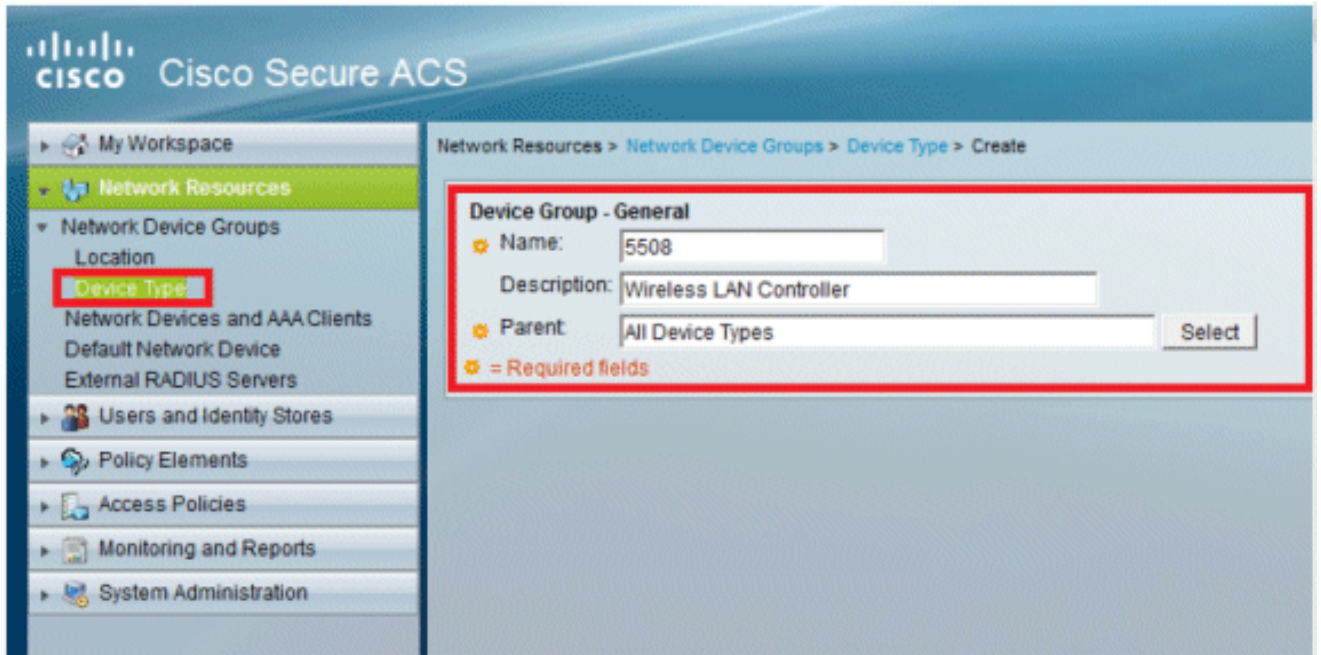 CISCO Cisco Secure ACS
My Workspace
Network Resources
Network Device Groups
Location
Device Type
Network Devices and AAA Clients
Default Network Device
External RADIUS Servers
Users and Identity Stores
Policy Elements
Access Policies
Monitoring and Reports
System Administration
Network Resources > Network Device Groups > Device Type > Create
Device Group - General
Name: 5508
Description: Wireless LAN Controller
Parent: All Device Types Select
= Required fields